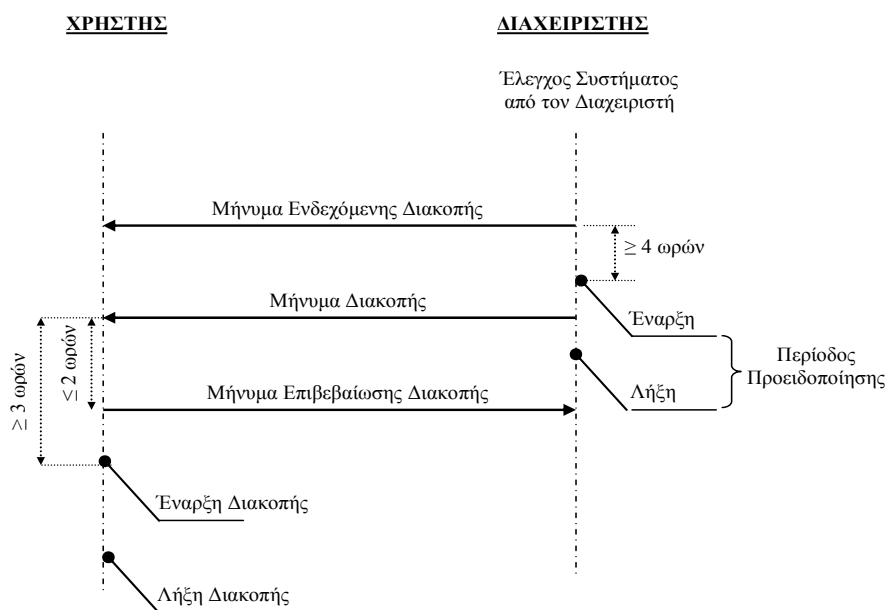 ΧΡΗΣΤΗΣ
ΔΙΑΧΕΙΡΙΣΤΗΣ
Έλεγχος Συστήματος
από τον Διαχειριστή
Μήνυμα Ενδεχόμενης Διακοπής
≥ 4 ωρών
Μήνυμα Διακοπής
Έναρξη
≥ 3 ωρών
≤ 2 ωρών
Περίοδος
Προειδοποίησης
Μήνυμα Επιβεβαίωσης Διακοπής
Λήξη
Έναρξη Διακοπής
Λήξη Διακοπής